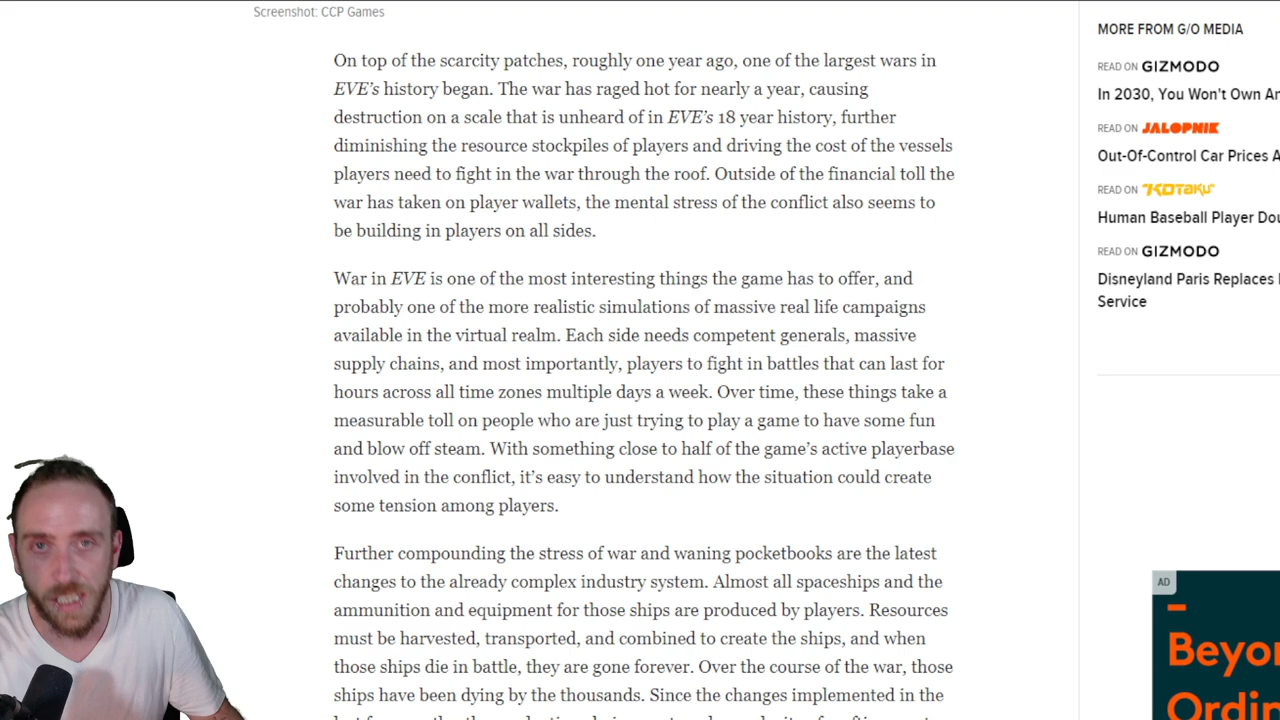 Screenshot: CCP Games
On top of the scarcity patches, roughly one year ago, one of the largest wars in
EVE's history began. The war has raged hot for nearly a year, causing
destruction on a scale that is unheard of in EVE's 18 year history, further
diminishing the resource stockpiles of players and driving the cost of the vessels
players need to fight in the war through the roof. Outside of the financial toll the
war has taken on player wallets, the mental stress of the conflict also seems to
be building in players on all sides.
War in EVE is one of the most interesting things the game has to offer, and
probably one of the more realistic simulations of massive real life campaigns
available in the virtual realm. Each side needs competent generals, massive
supply chains, and most importantly, players to fight in battles that can last for
hours across all time zones multiple days a week. Over time, these things take a
measurable toll on people who are just trying to play a game to have some fun
and blow off steam. With something close to half of the game's active playerbase
involved in the conflict, it's easy to understand how the situation could create
some tension among players.
Further compounding the stress of war and waning pocketbooks are the latest
changes to the already complex industry system. Almost all spaceships and the
ammunition and equipment for those ships are produced by players. Resources
must be harvested, transported, and combined to create the ships, and when
those ships die in battle, they are gone forever. Over the course of the war, those
ships have been dying by the thousands. Since the changes implemented in the
MORE FROM G/O MEDIA
READ ON GIZMODO
In 2030, You Won't Own
READ ON JALOPNIK
Out-Of-Control Car Prices
READ ON KOTAKU
Human Baseball Player
READ ON GIZMODO
Disneyland Paris Replaces
Service
AD